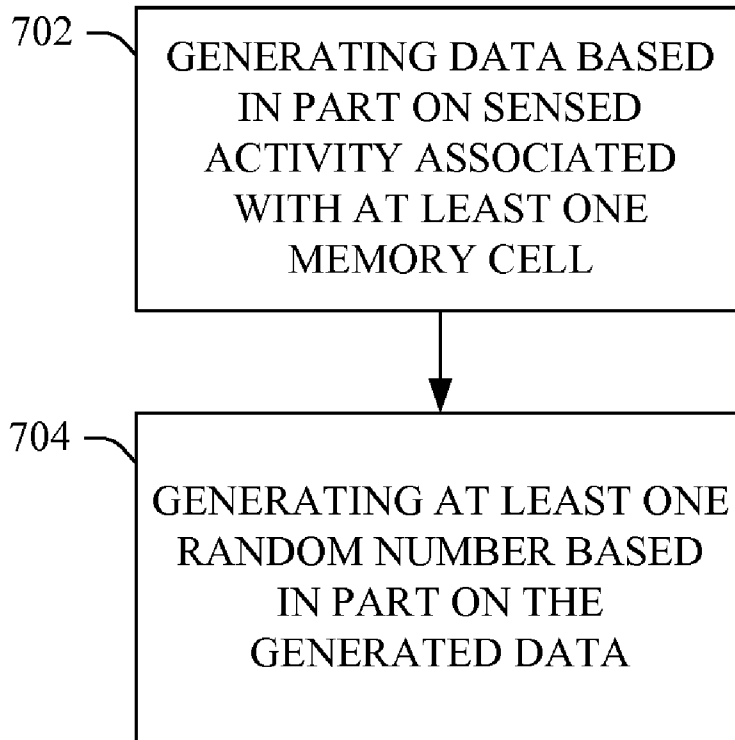 702
GENERATING DATA BASED
IN PART ON SENSED
ACTIVITY ASSOCIATED
WITH AT LEAST ONE
MEMORY CELL
704
GENERATING AT LEAST ONE
RANDOM NUMBER BASED
IN PART ON THE
GENERATED DATA